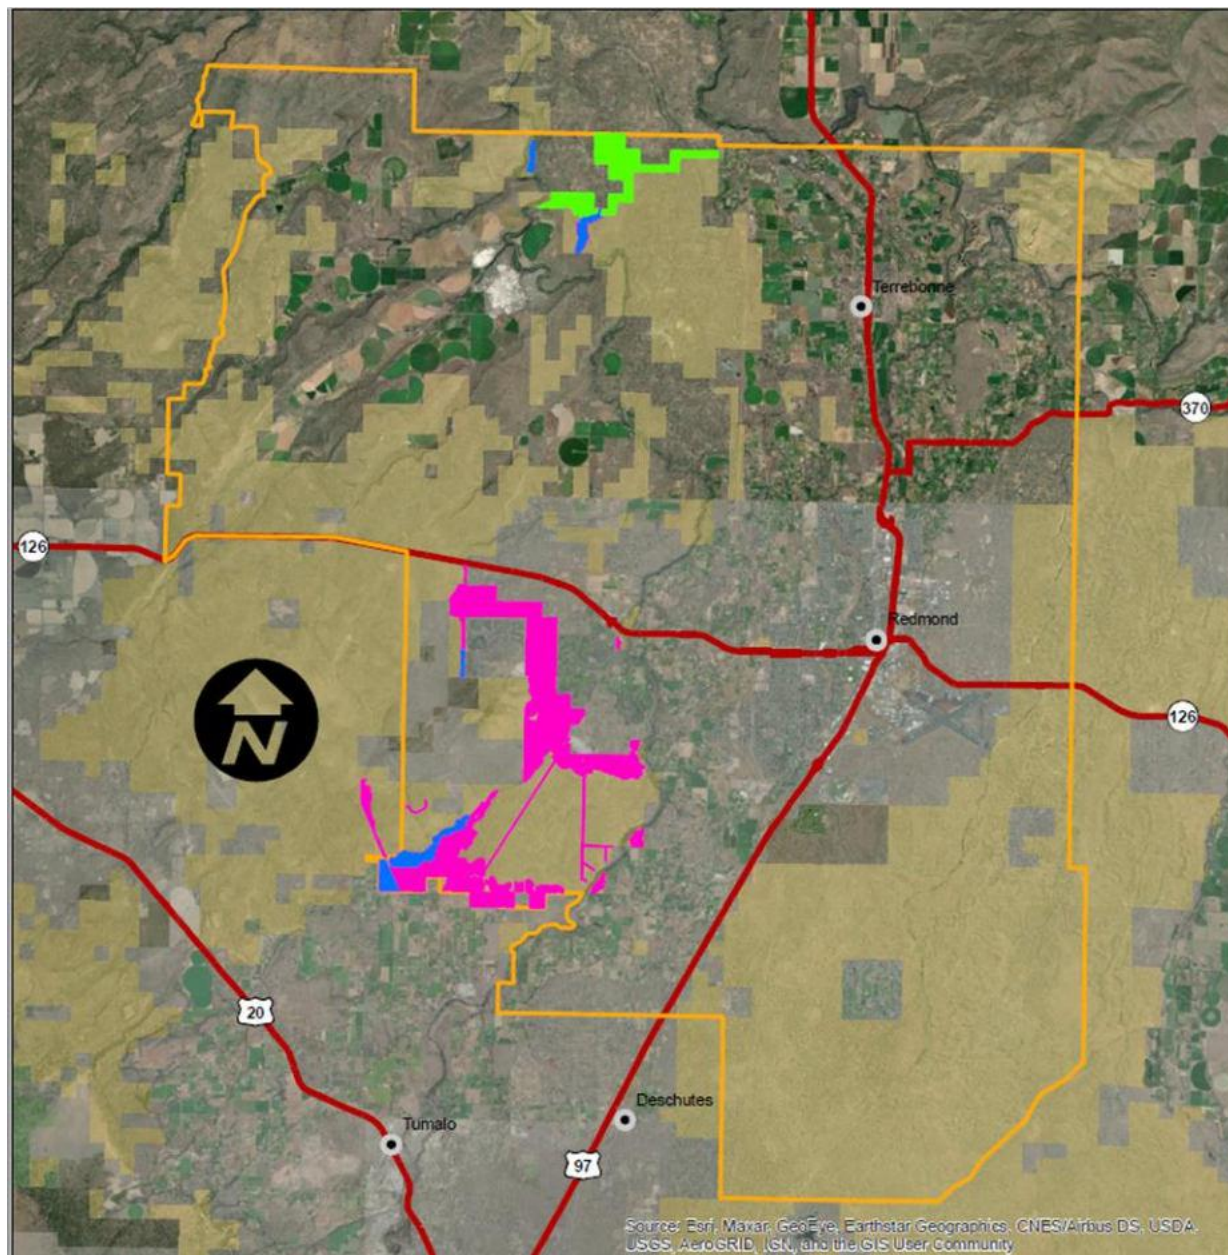 Terrebonne
370
126
Redmond
N
126
20
Deschutes
Tumalo
97
Source: Esri, Maxar, GeoEye, Earthstar Geographics, CNES/Airbus DS, USDA,
USGS, AeroGRID, IGN, and the GIS User Community